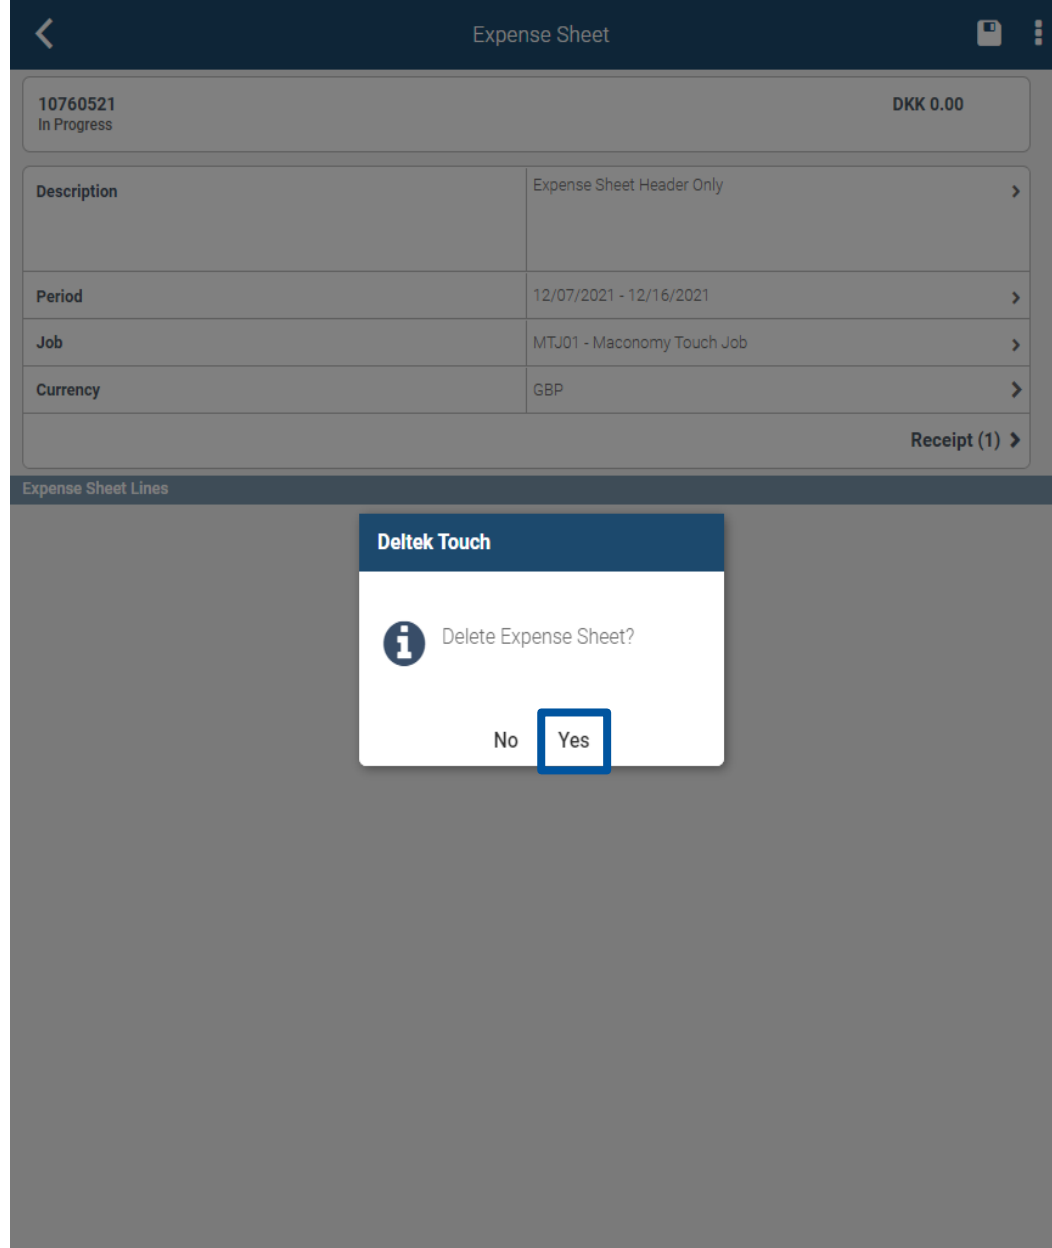 Expense Sheet
10760521 DKK 0.00
In Progress
Description Expense Sheet Header Only
Period 12/07/2021 - 12/16/2021
Job MTJ01 - Maconomy Touch Job
Currency GBP
Receipt (1)
Expense Sheet Lines
Deltek Touch
Delete Expense Sheet?
No Yes